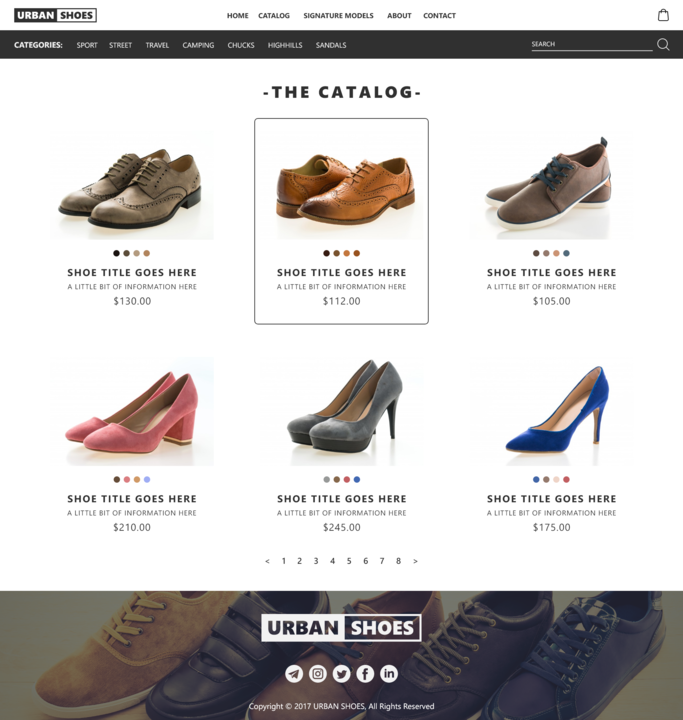 URBAN SHOES
HOME CATALOG SIGNATURE MODELS ABOUT CONTACT
CATEGORIES: SPORT STREET TRAVEL CAMPING CHUCKS HIGHHILLS SANDALS SEARCH
-THE CATALOG-
SHOE TITLE GOES HERE
A LITTLE BIT OF INFORMATION HERE
$130.00
SHOE TITLE GOES HERE
A LITTLE BIT OF INFORMATION HERE
$112.00
SHOE TITLE GOES HERE
A LITTLE BIT OF INFORMATION HERE
$105.00
SHOE TITLE GOES HERE
A LITTLE BIT OF INFORMATION HERE
$210.00
SHOE TITLE GOES HERE
A LITTLE BIT OF INFORMATION HERE
$245.00
SHOE TITLE GOES HERE
A LITTLE BIT OF INFORMATION HERE
$175.00
< 1 2 3 4 5 6 7 8 >
URBAN SHOES
Copyright © 2017 URBAN SHOES, All Rights Reserved